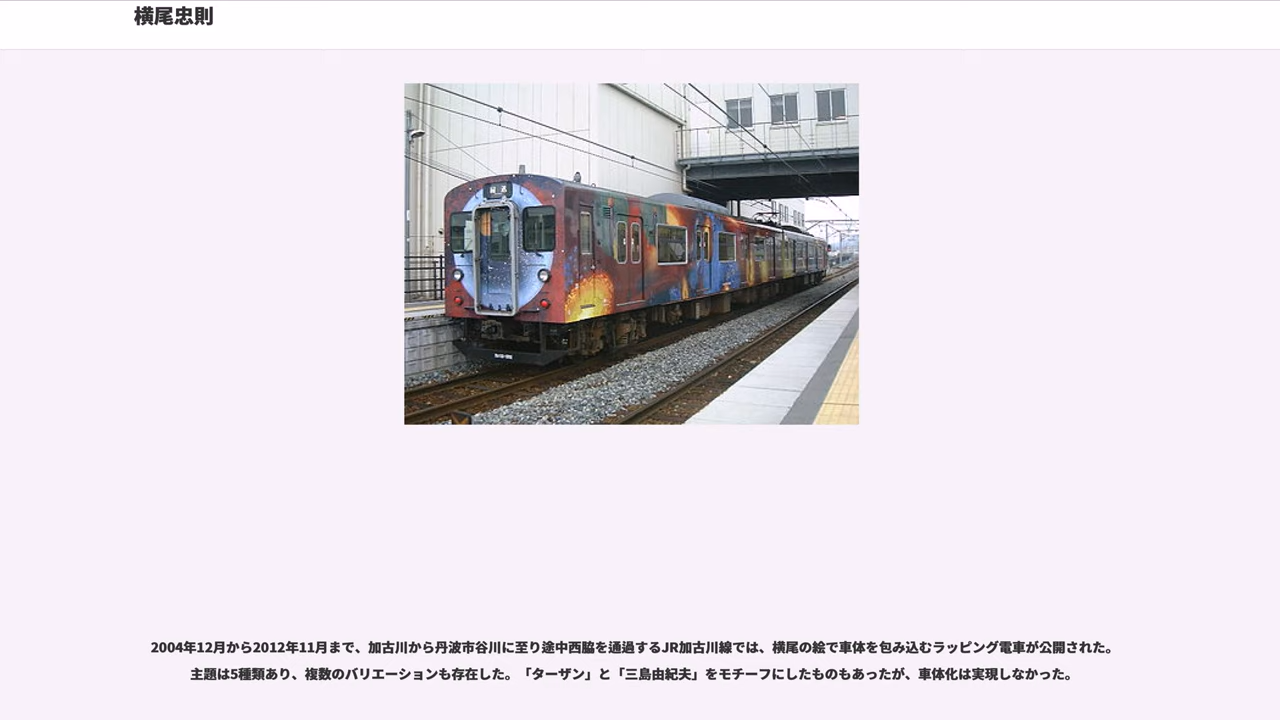 横尾忠則
2004年12月から2012年11月まで、加古川から丹波市谷川に至り途中西脇を通過するJR加古川線では、横尾の絵で車体を包み込むラッピング電車が公開された。
主題は5種類あり、複数のバリエーションも存在した。「ターザン」と「三島由紀夫」をモチーフにしたものもあったが、車体化は実現しなかった。